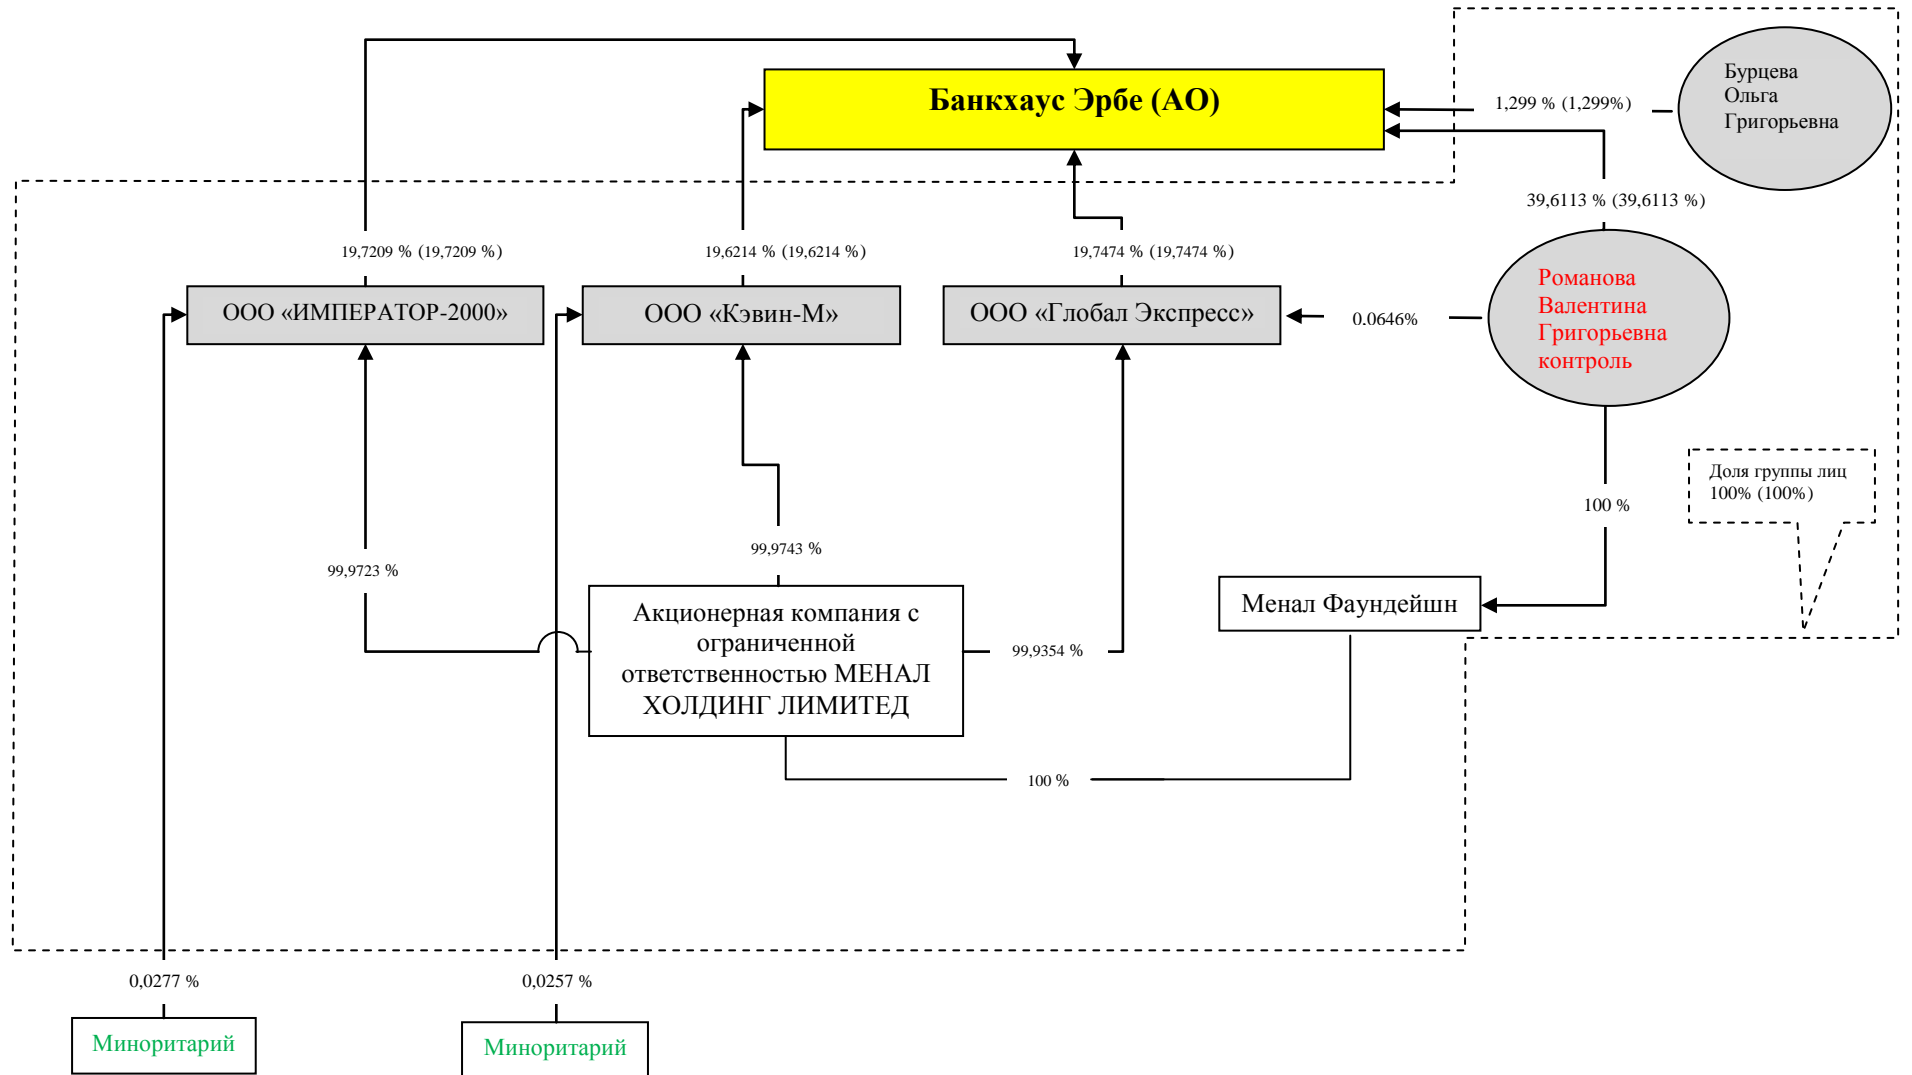 Банкхаус Эрбе (АО)
Бурцева
Ольга
Григорьевна
1,299 % (1,299%)
39,6113 % (39,6113 %)
19,7209 % (19,7209 %)
19,6214 % (19,6214 %)
19,7474 % (19,7474 %)
ООО «ИМПЕРАТОР-2000»
ООО «Кэвин-М»
ООО «Глобал Экспресс»
0.0646%
Романова
Валентина
Григорьевна
контроль
Доля группы лиц
100% (100%)
100 %
99,9743 %
99,9723 %
Акционерная компания с
ограниченной
ответственностью МЕНАЛ
ХОЛДИНГ ЛИМИТЕД
99,9354 %
Менал Фаундейшн
100 %
0,0277 %
0,0257 %
Миноритарий
Миноритарий